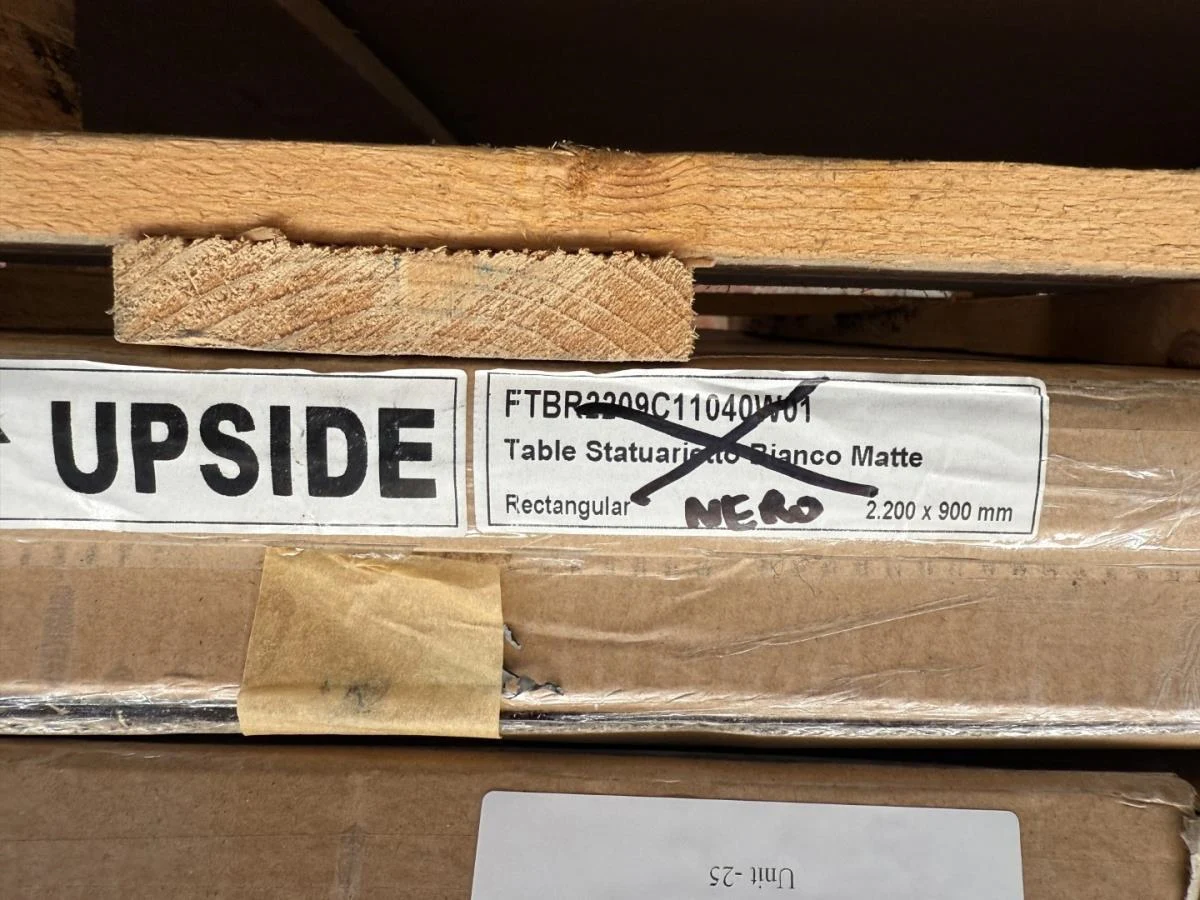 UPSIDE
FTBR2209C11040W01
Table Statuarietto Bianco Matte
Rectangular NERO 2.200 x 900 mm
Unit -25